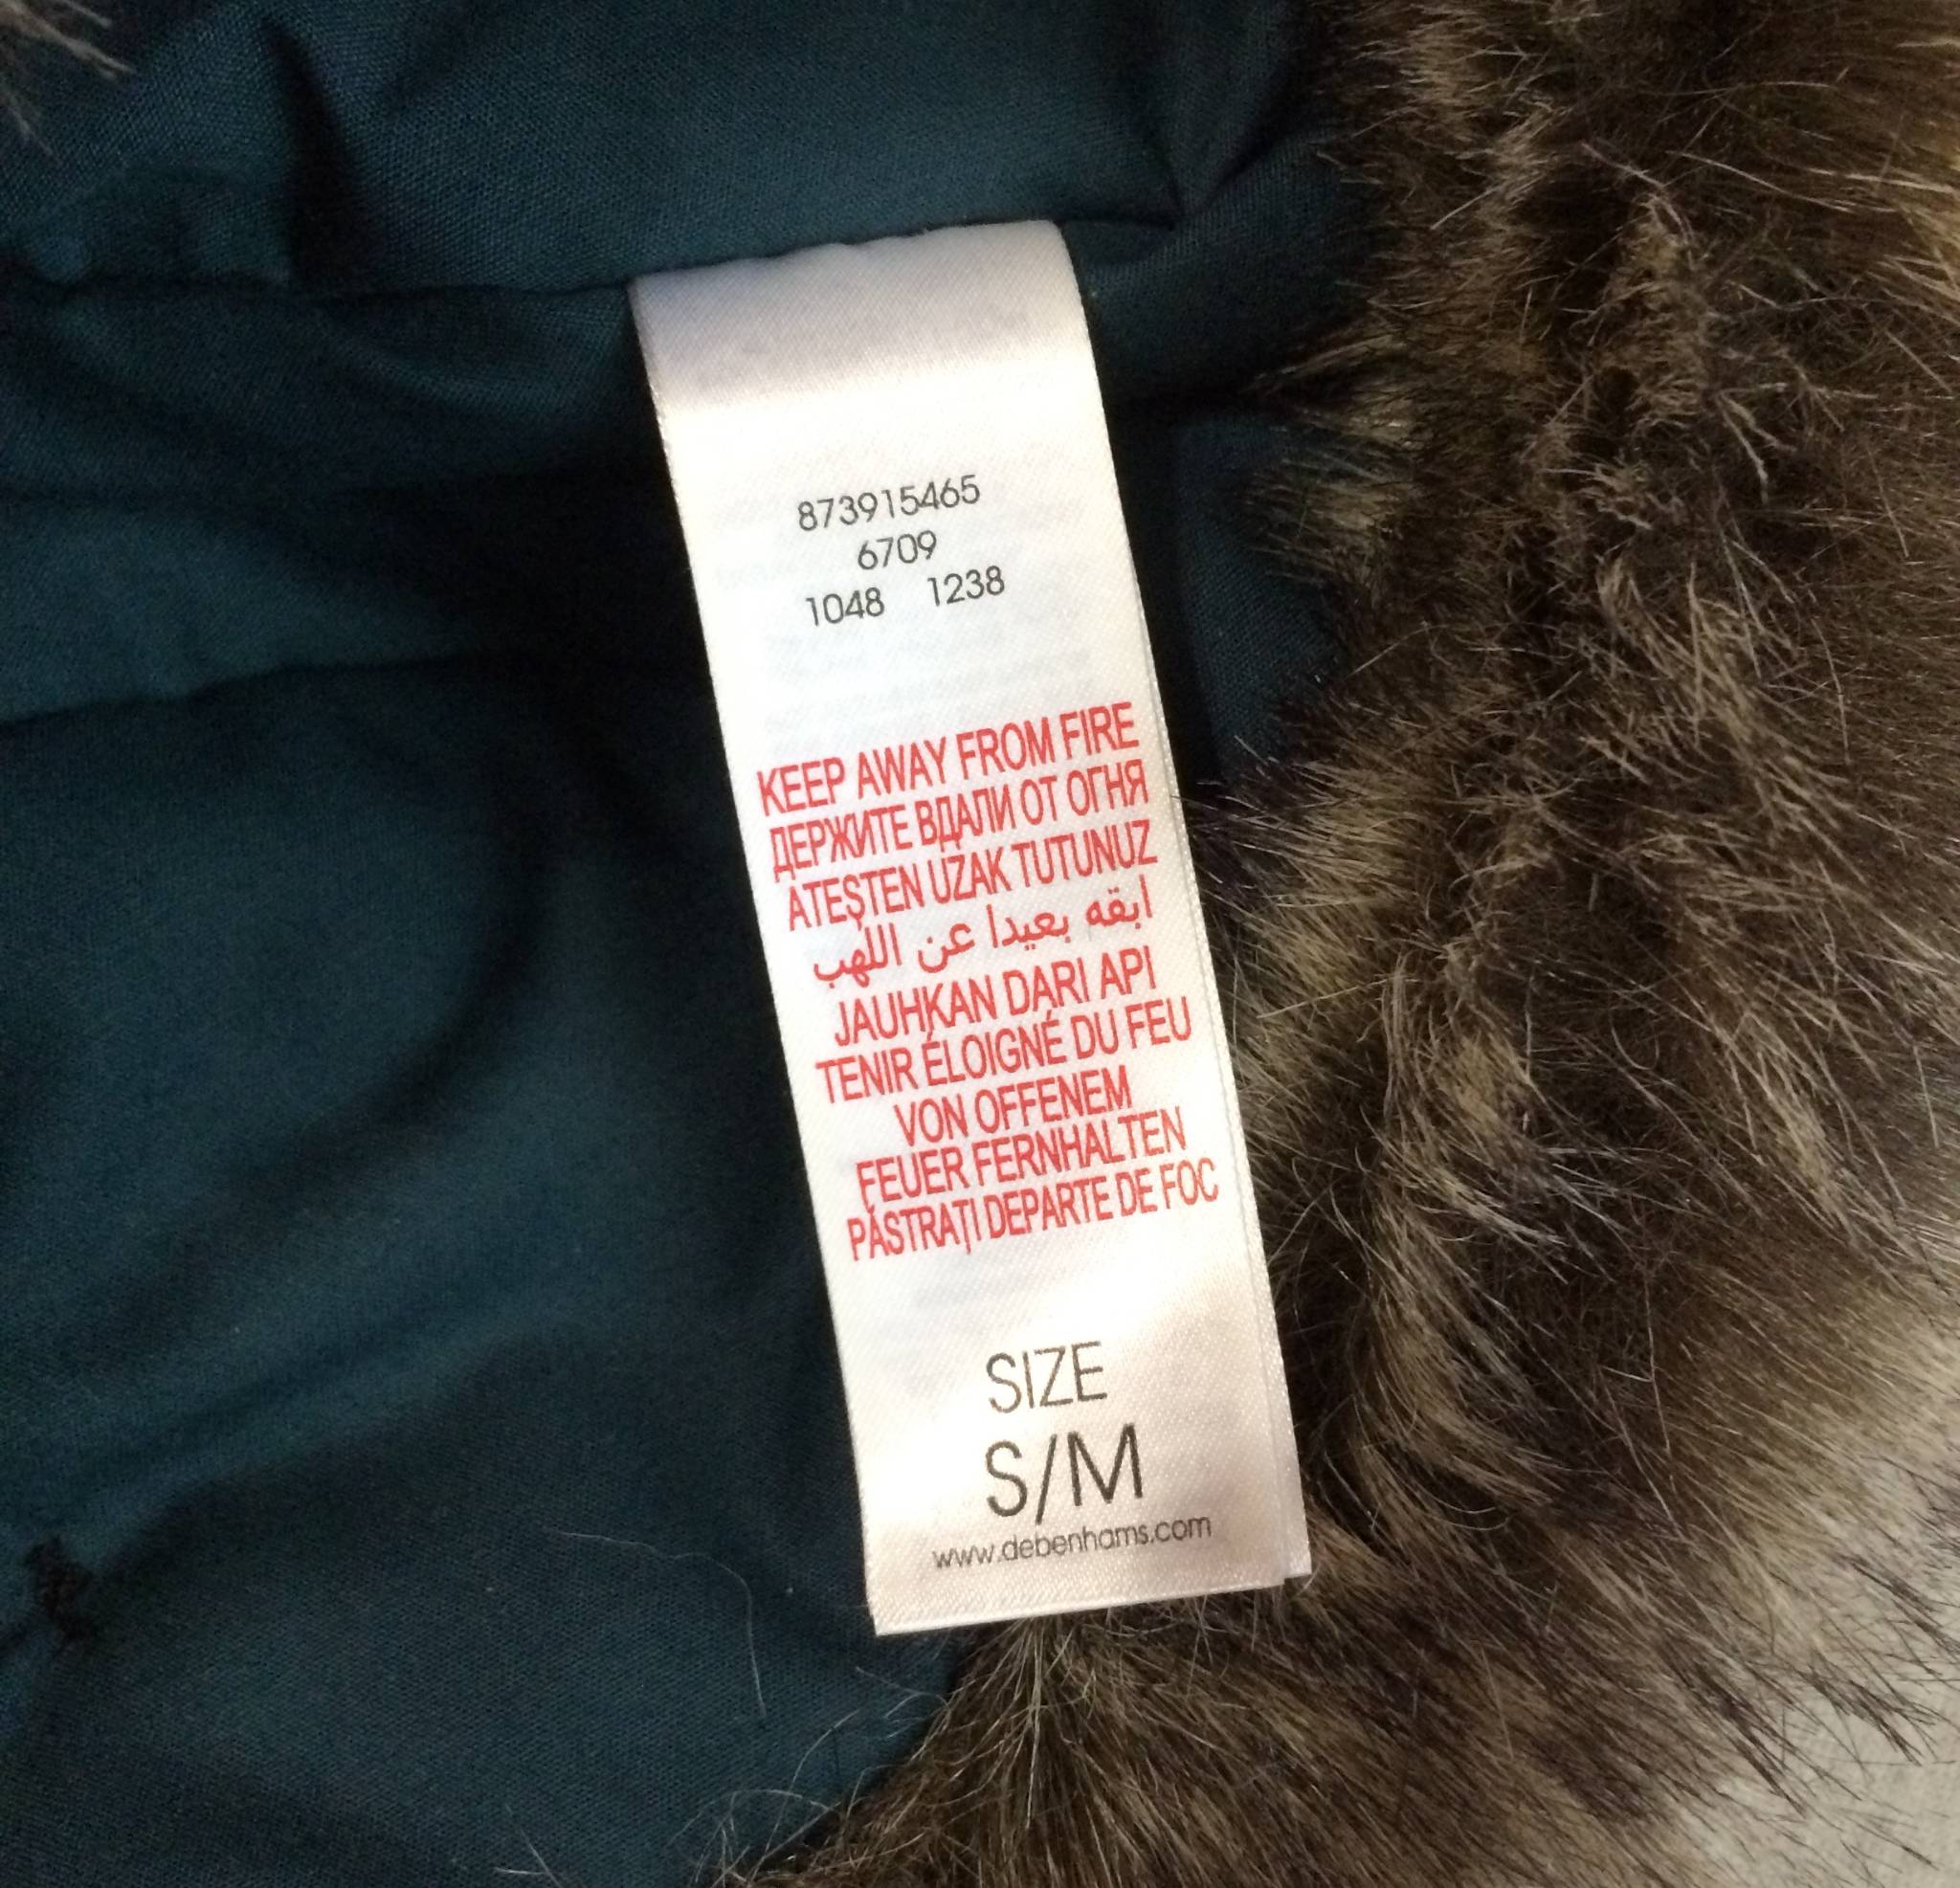 873915465
6709
1048 1238
KEEP AWAY FROM FIRE
ДЕРЖИТЕ ВДАЛИ ОТ ОГНЯ
ATEŞTEN UZAK TUTUNUZ
ابقه بعيدا عن اللهب
JAUHKAN DARI API
TENIR ÉLOIGNÉ DU FEU
VON OFFENEM
FEUER FERNHALTEN
PĂSTRAȚI DEPARTE DE FOC
SIZE
S/M
www.debenhams.com